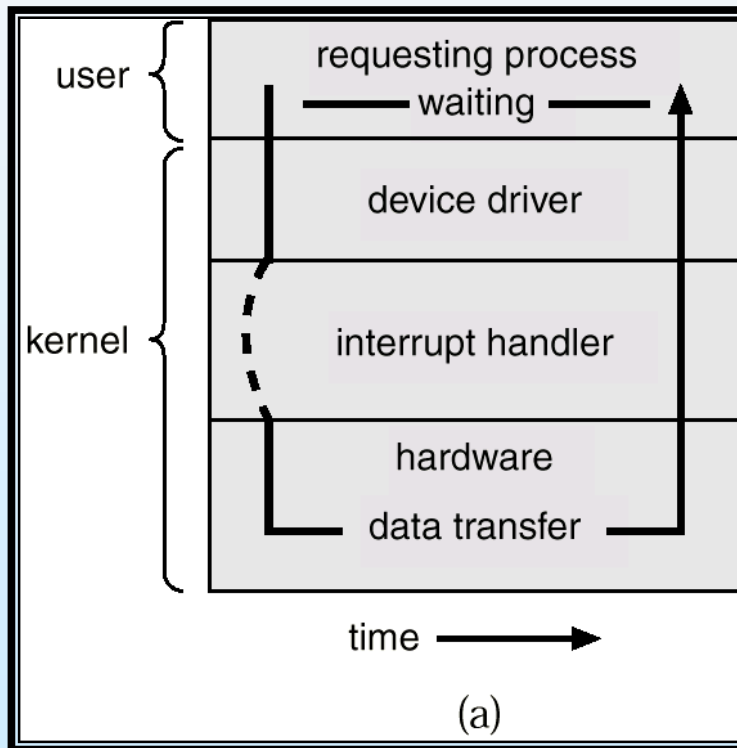 user
requesting process
waiting
device driver
kernel
interrupt handler
hardware
data transfer
time
(a)